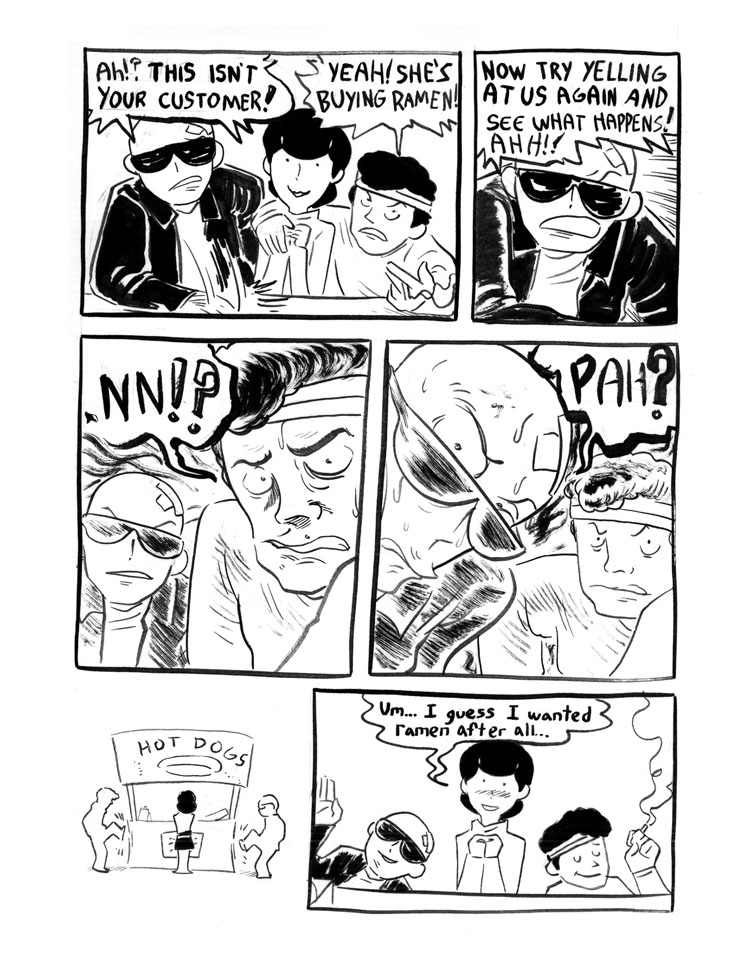 Ah!? THIS ISN'T
YOUR CUSTOMER!
YEAH! SHE'S
BUYING RAMEN!
NOW TRY YELLING
AT US AGAIN AND
SEE WHAT HAPPENS!
AHH!!
NN!?
PAH?
HOT DOGS
Um... I guess I wanted
ramen after all...